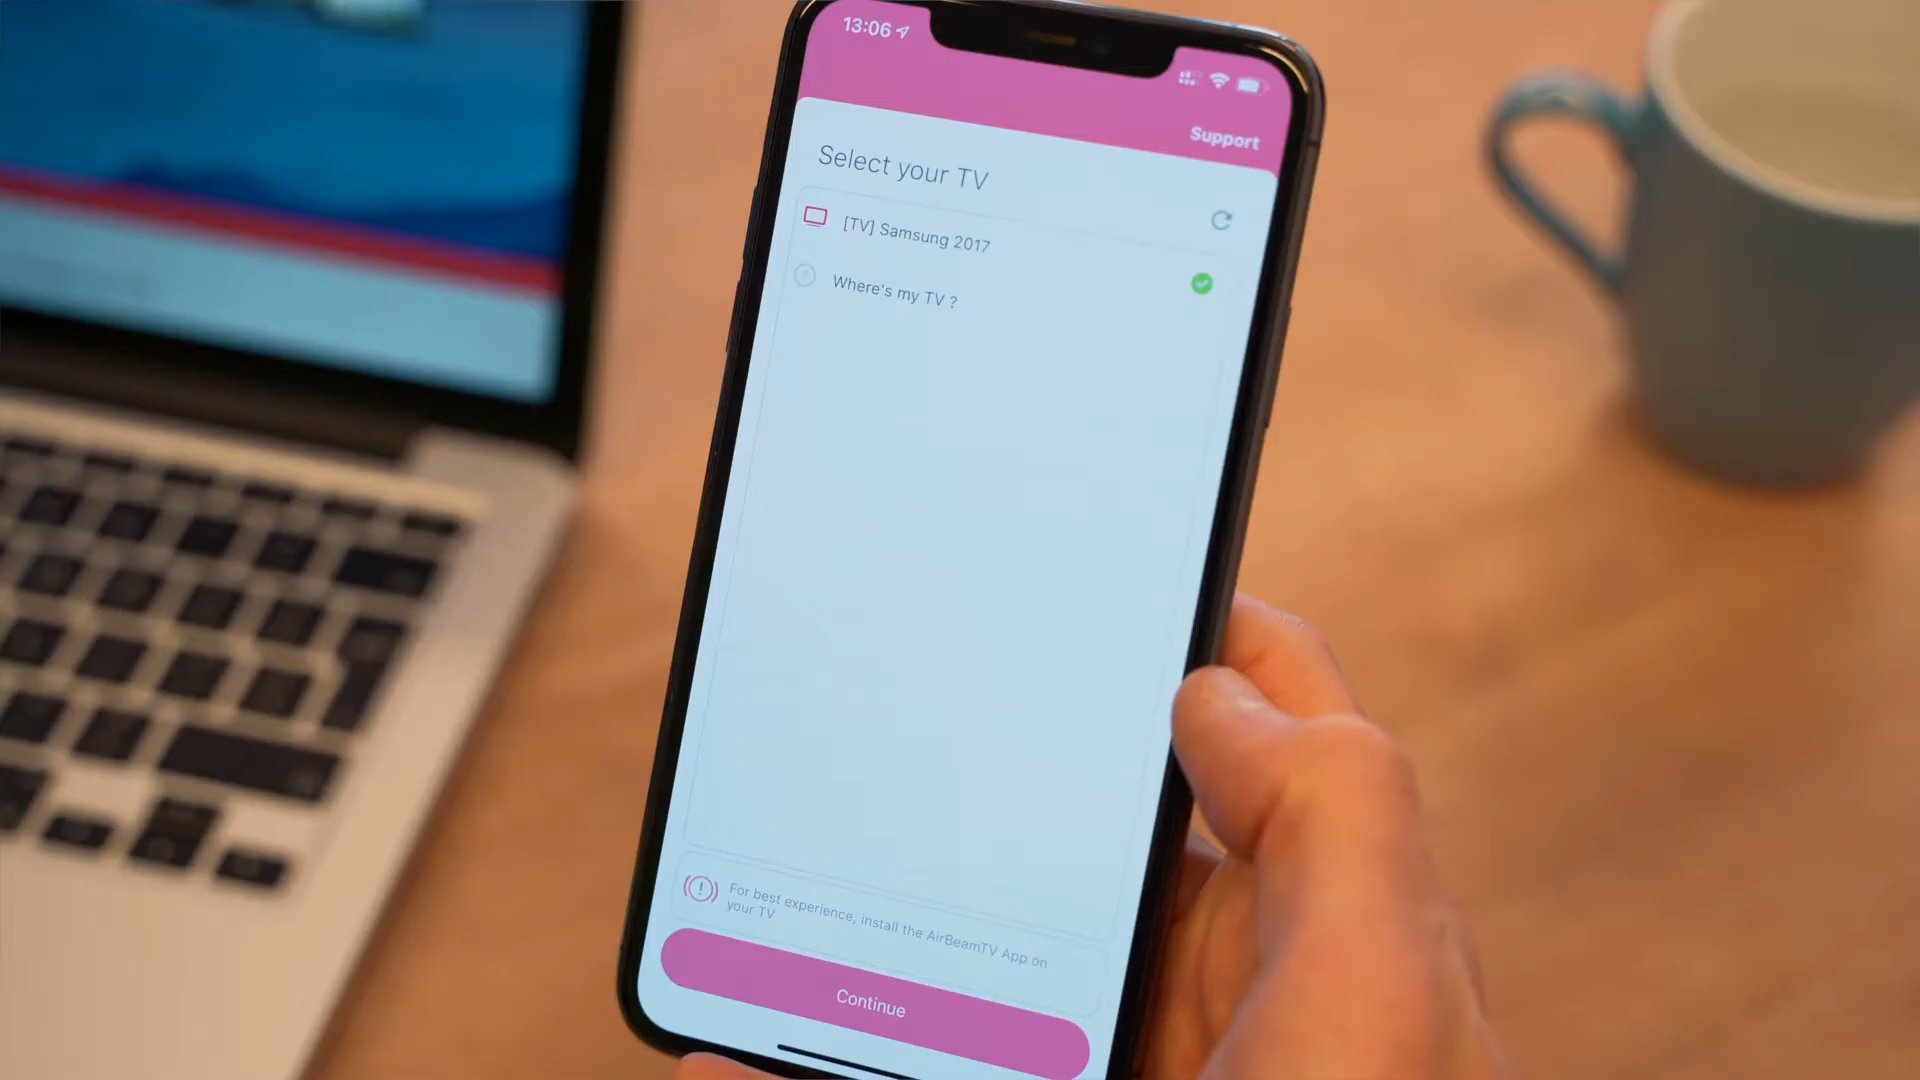 13:06
Support
Select your TV
[TV] Samsung 2017
Where's my TV ?
For best experience, install the AirBeamTV App on
your TV
Continue